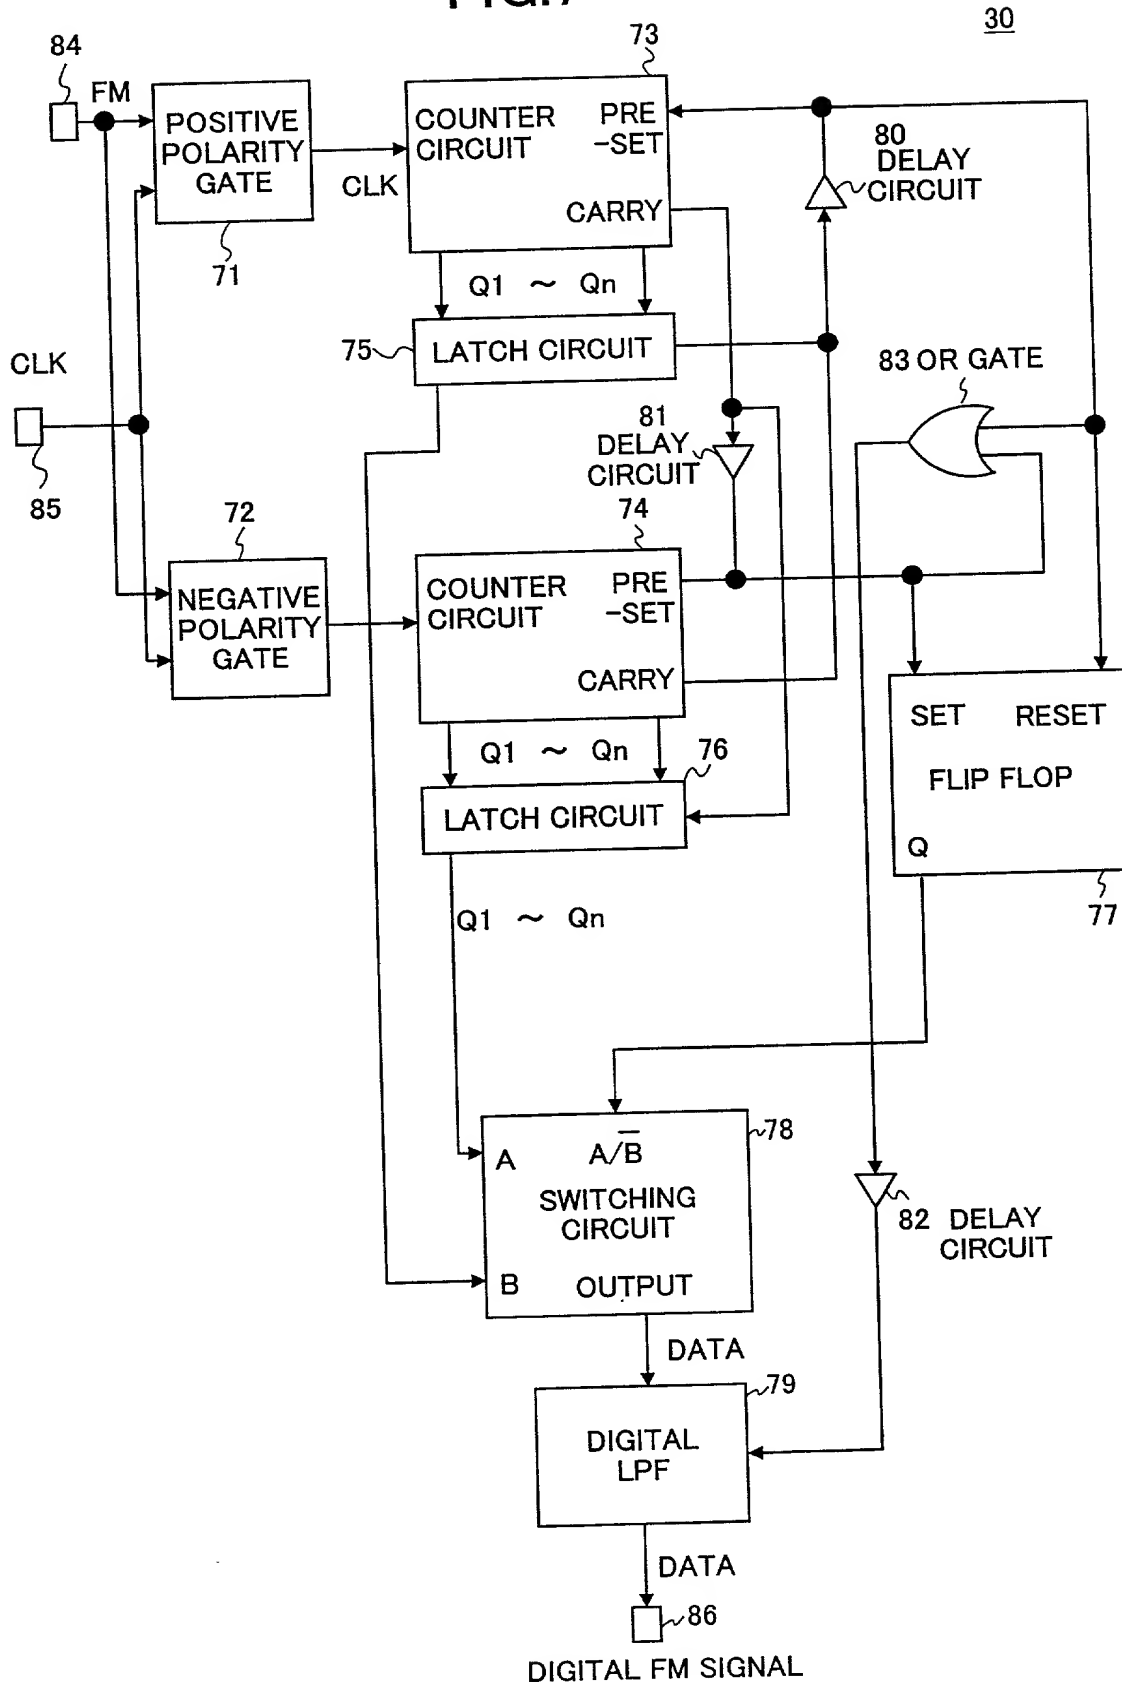 30
84
FM
POSITIVE
POLARITY
GATE
71
CLK
73
COUNTER
CIRCUIT
PRE
-SET
CARRY
80
DELAY
CIRCUIT
Q1 ~ Qn
75
LATCH CIRCUIT
CLK
85
83 OR GATE
81
DELAY
CIRCUIT
72
NEGATIVE
POLARITY
GATE
74
COUNTER
CIRCUIT
PRE
-SET
CARRY
SET
RESET
FLIP FLOP
Q
77
Q1 ~ Qn
76
LATCH CIRCUIT
Q1 ~ Qn
78
A
A/B̅
SWITCHING
CIRCUIT
B
OUTPUT
82 DELAY
CIRCUIT
DATA
79
DIGITAL
LPF
DATA
86
DIGITAL FM SIGNAL